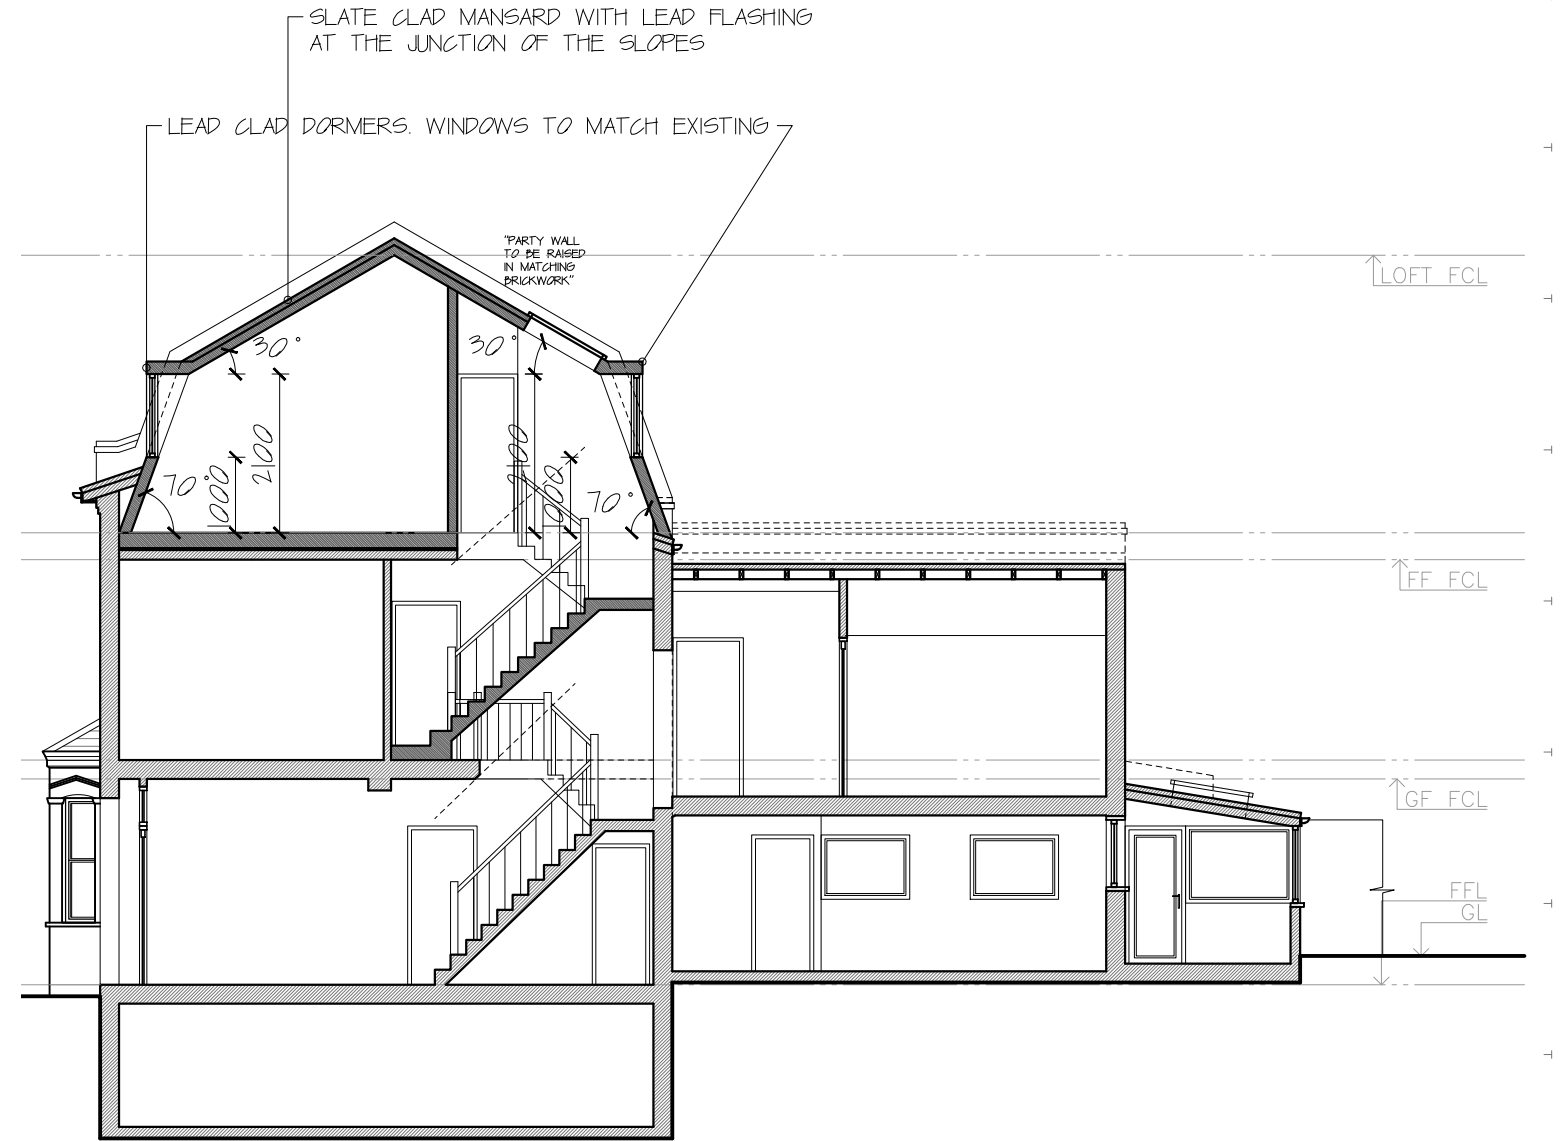 SLATE CLAD MANSARD WITH LEAD FLASHING
AT THE JUNCTION OF THE SLOPES
LEAD CLAD DORMERS. WINDOWS TO MATCH EXISTING
"PARTY WALL
TO BE RAISED
IN MATCHING
BRICKWORK"
LOFT FCL
30°
30°
2100
2100
1000
1000
70°
70°
FF FCL
GF FCL
FFL
GL